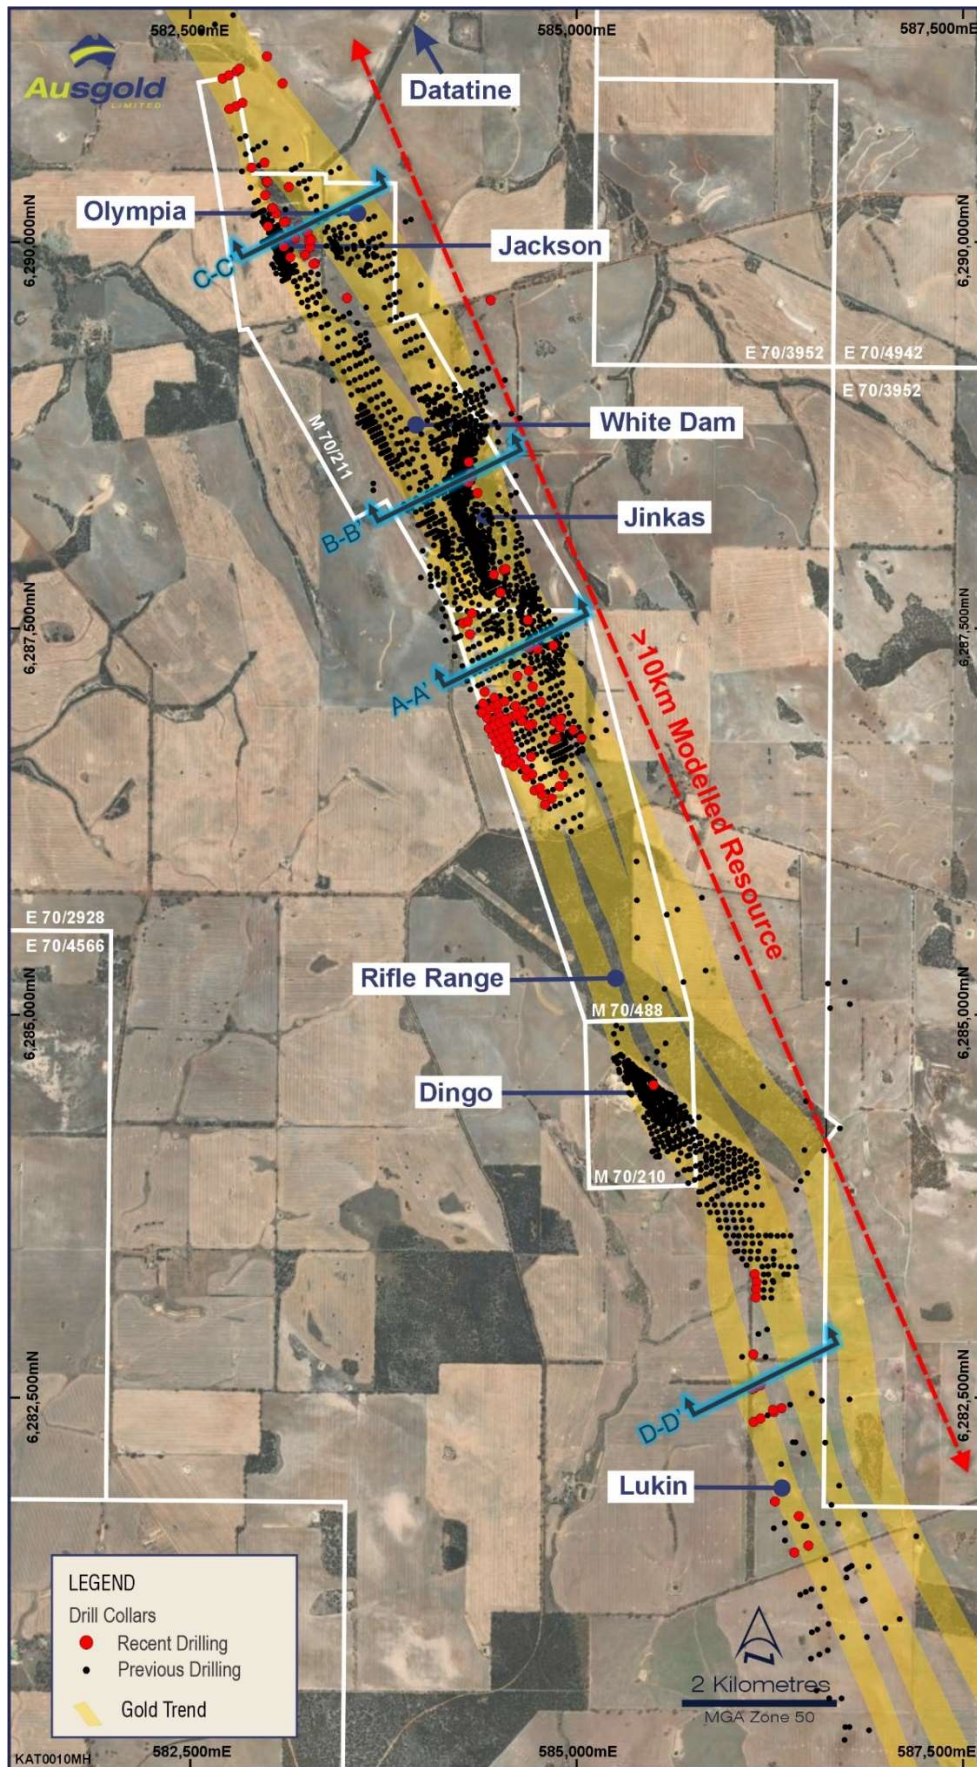 582,500mE
585,000mE
587,500mE
Ausgold
LIMITED
Datatine
Olympia
Jackson
C-C'
6,290,000mN
6,290,000mN
E 70/3952
E 70/4942
E 70/3952
White Dam
M 70/211
Jinkas
B-B'
6,287,500mN
6,287,500mN
A-A'
>10km Modelled Resource
E 70/2928
E 70/4566
Rifle Range
M 70/488
6,285,000mN
6,285,000mN
Dingo
M 70/210
6,282,500mN
6,282,500mN
D-D'
Lukin
LEGEND
Drill Collars
Recent Drilling
Previous Drilling
Gold Trend
N
2 Kilometres
MGA Zone 50
KAT0010MH
582,500mE
585,000mE
587,500mE